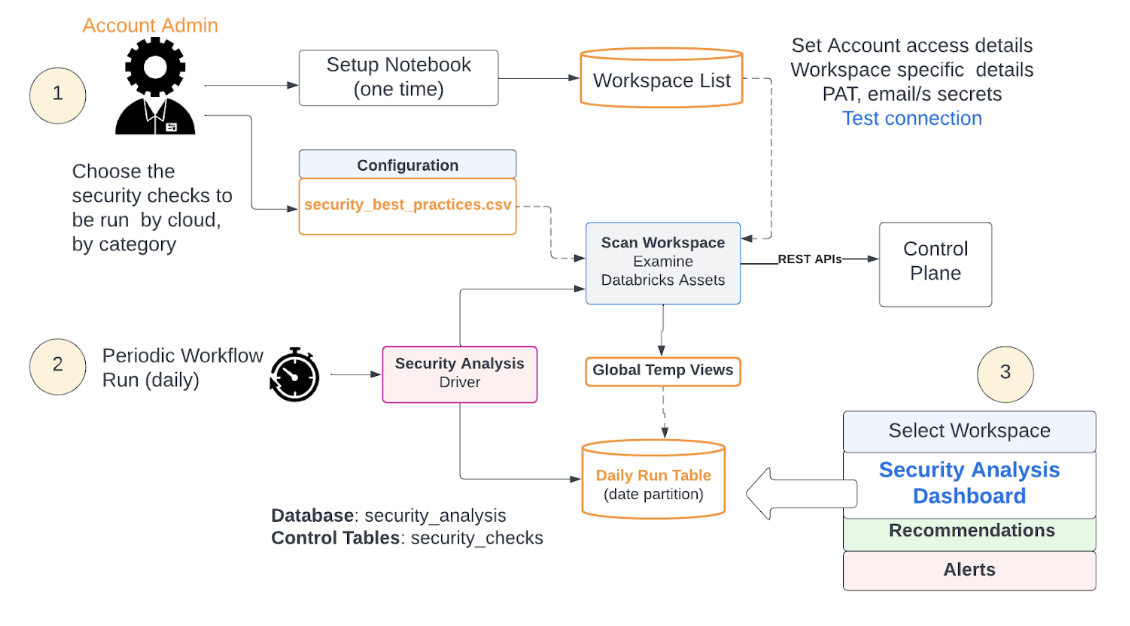 Account Admin
1
Setup Notebook
(one time)
Workspace List
Set Account access details
Workspace specific details
PAT, email/s secrets
Test connection
Choose the
security checks to
be run by cloud,
by category
Configuration
security_best_practices.csv
Scan Workspace
Examine
Databricks Assets
REST APIs
Control
Plane
2
Periodic Workflow
Run (daily)
Security Analysis
Driver
Global Temp Views
3
Select Workspace
Security Analysis
Dashboard
Recommendations
Alerts
Daily Run Table
(date partition)
Database: security_analysis
Control Tables: security_checks